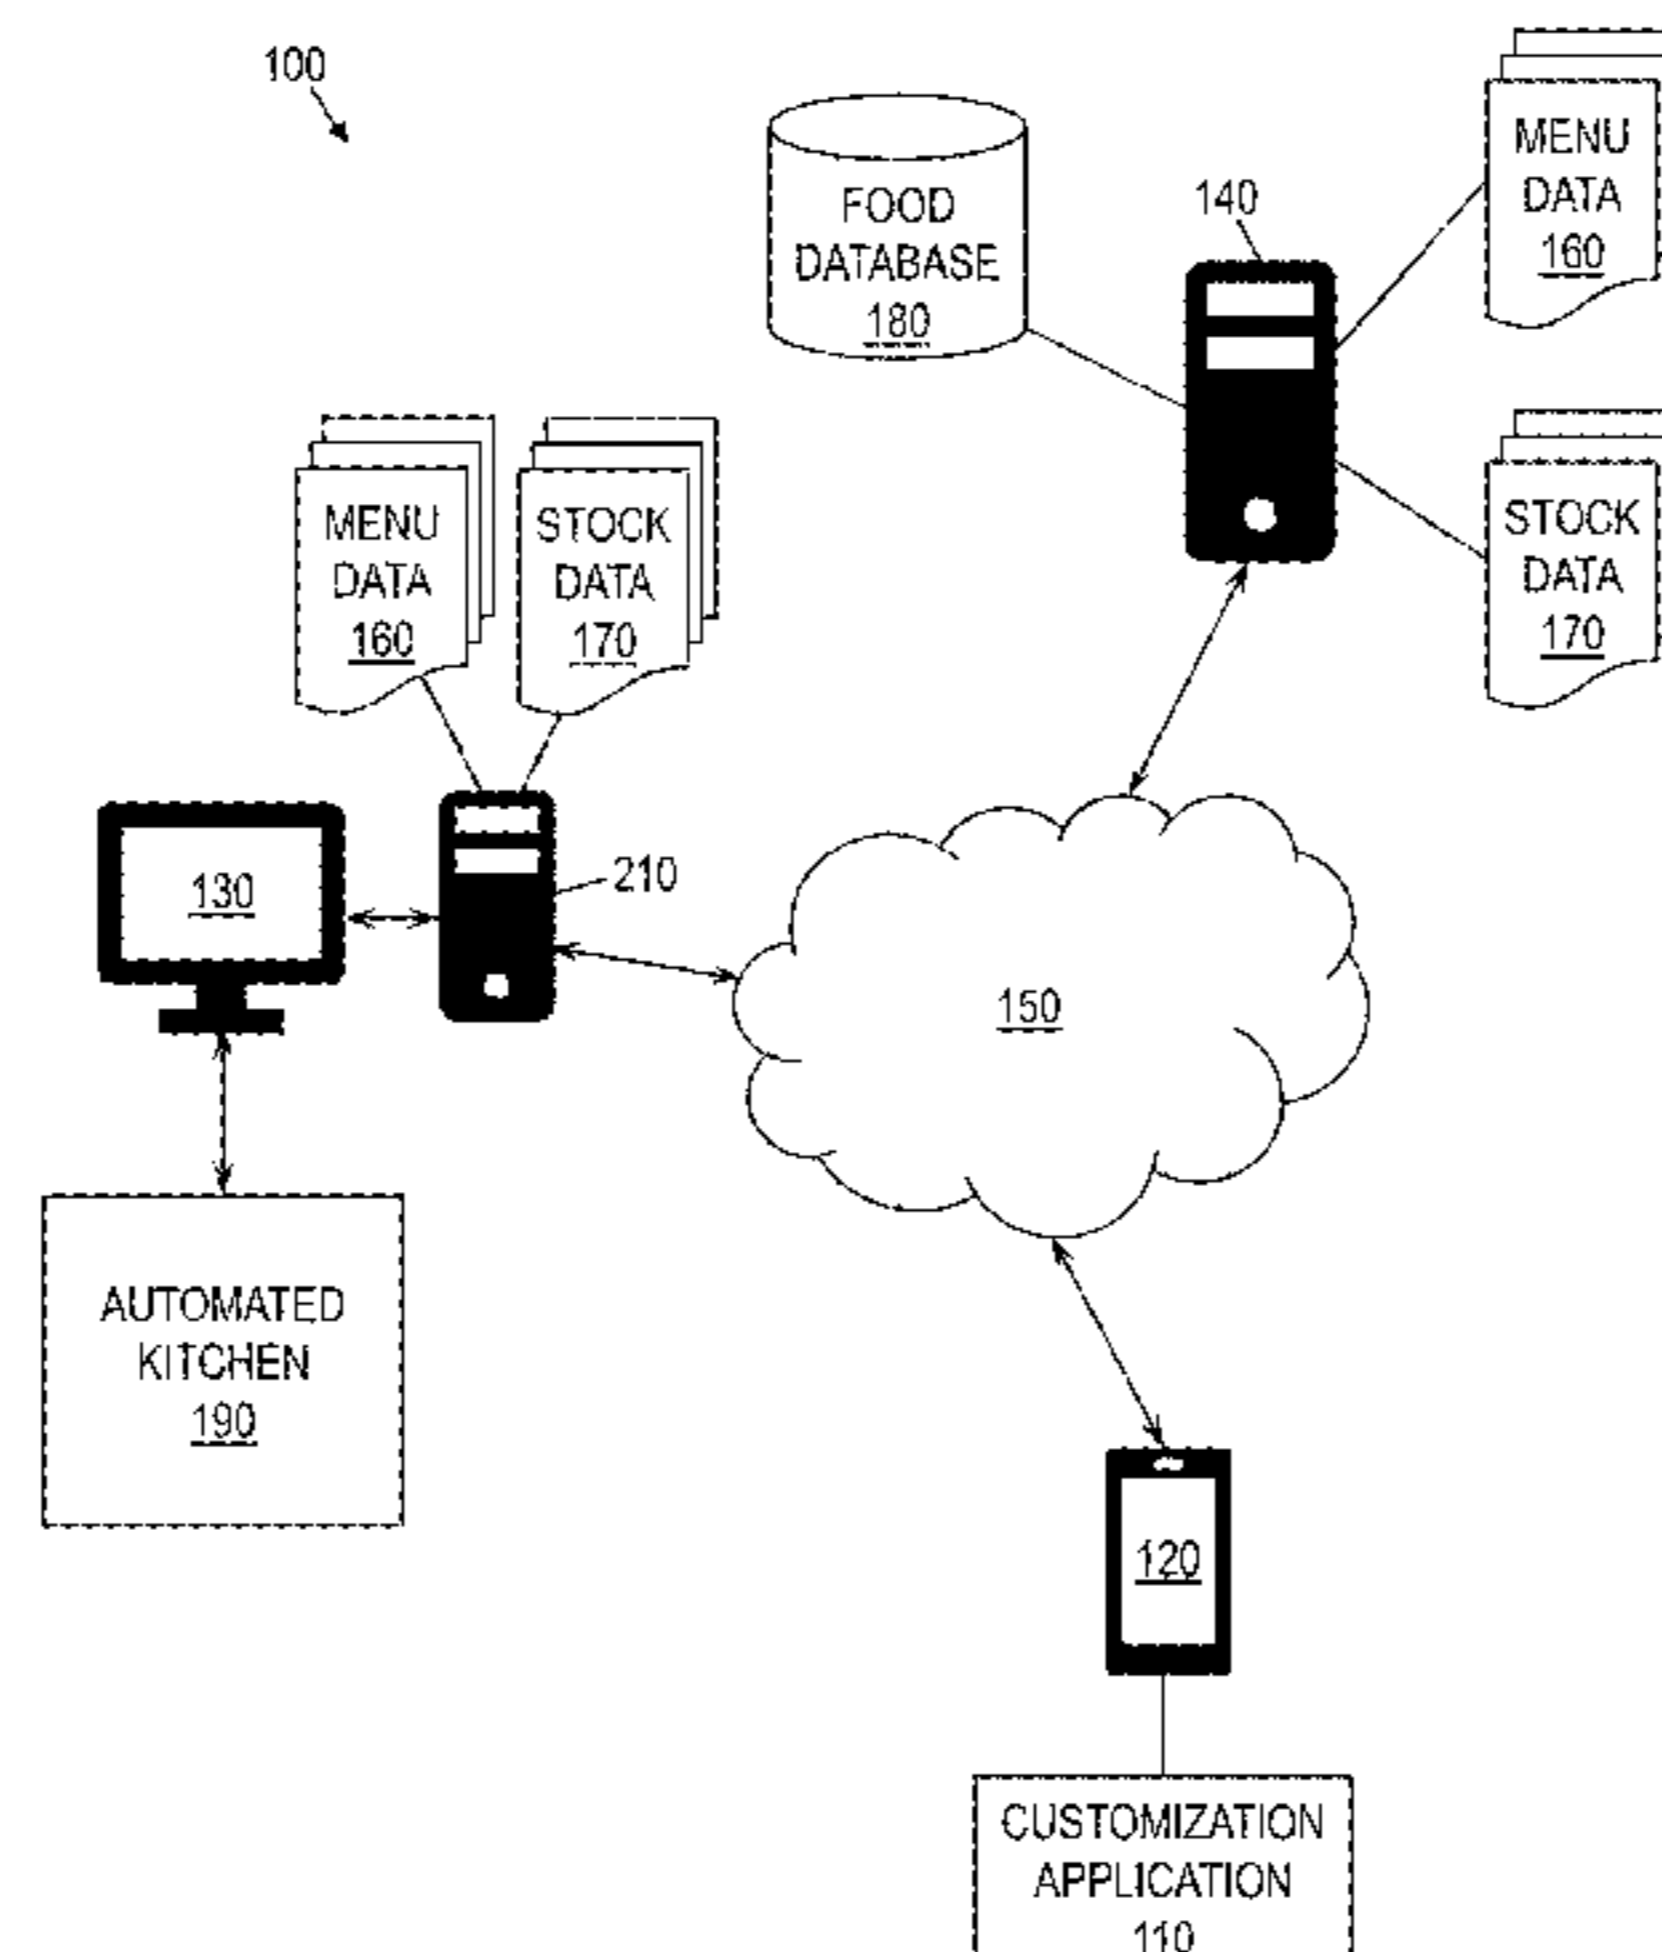 100
FOOD
DATABASE
180
140
MENU
DATA
160
MENU
DATA
160
STOCK
DATA
170
STOCK
DATA
170
130
210
150
AUTOMATED
KITCHEN
190
120
CUSTOMIZATION
APPLICATION
110